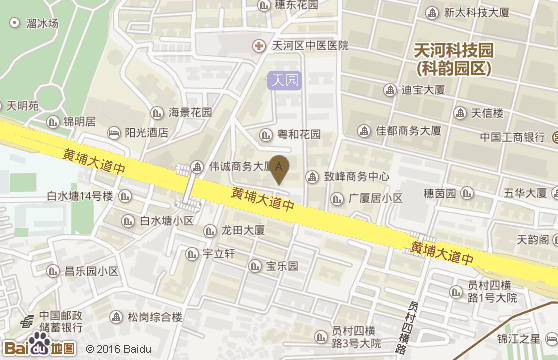 穗东花园
溜冰场
新太科技大厦
天河区中医医院
天河科技园
(科韵园区)
天园
迪宝大厦
天明苑
海景花园
天信楼
锦明居
阳光酒店
粤和花园
佳都商务大厦
中国工商银行
黄埔大道中
伟诚商务大厦
A
致峰商务中心
白水塘14号楼
黄埔大道中
广厦居小区
穗茵园
五华大厦
白水塘小区
龙田大厦
天韵阁
黄埔大道中
宇立轩
宝乐园
昌乐园小区
员村四横
路1号大院
中国邮政
储蓄银行
松岗综合楼
员村四横路
员村四横
路3号大院
锦江之星
Baidu地图
© 2016 Baidu